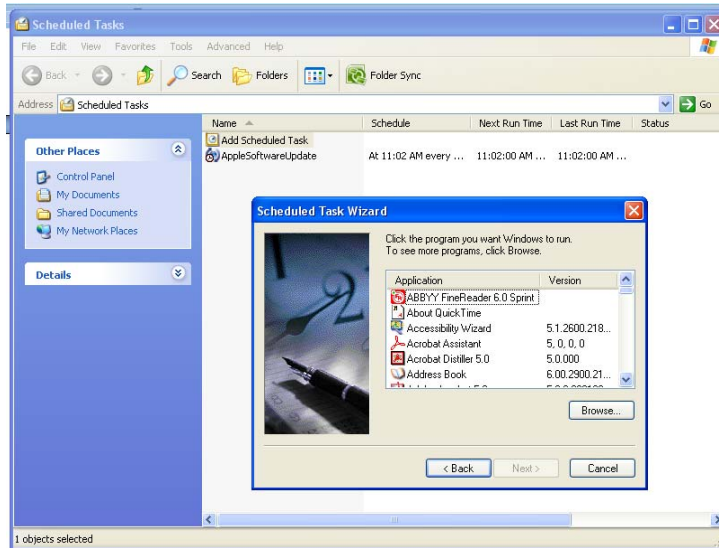 Scheduled Tasks
File Edit View Favorites Tools Advanced Help
Back Search Folders Folder Sync
Address Scheduled Tasks Go
Name Schedule Next Run Time Last Run Time Status
Add Scheduled Task
AppleSoftwareUpdate At 11:02 AM every ... 11:02:00 AM ... 11:02:00 AM ...
Other Places
Control Panel
My Documents
Shared Documents
My Network Places
Details
Scheduled Task Wizard
Click the program you want Windows to run.
To see more programs, click Browse.
Application Version
ABBYY FineReader 6.0 Sprint
About QuickTime
Accessibility Wizard 5.1.2600.218...
Acrobat Assistant 5, 0, 0, 0
Acrobat Distiller 5.0 5.0.000
Address Book 6.00.2900.21...
Browse...
< Back Next > Cancel
1 objects selected